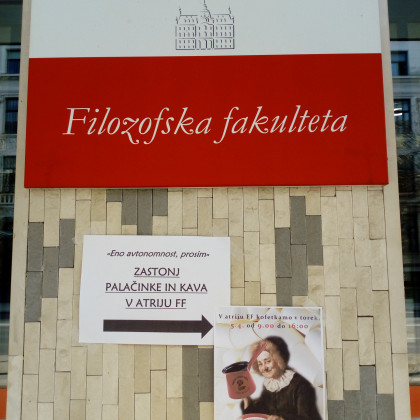 Filozofska fakulteta
»Eno avtonomnost, prosim»
ZASTONJ
PALAČINKE IN KAVA
V ATRIJU FF
V atriju FF kofetkamo v torek
5.4. od 9.00 do 16:00